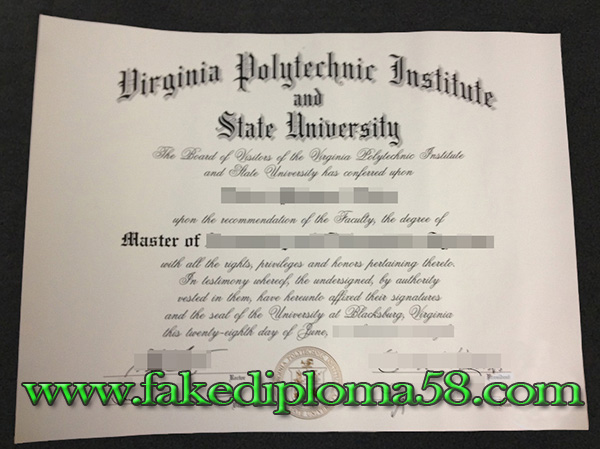 Virginia Polytechnic Institute
and
State University
The Board of Visitors of the Virginia Polytechnic Institute
and State University has conferred upon
upon the recommendation of the Faculty, the degree of
Master of
with all the rights, privileges and honors pertaining thereto.
In testimony whereof, the undersigned, by authority
vested in them, have hereunto affixed their signatures
and the seal of the University at Blacksburg, Virginia
this twenty-eighth day of June,
Rector President
www.fakediploma58.com